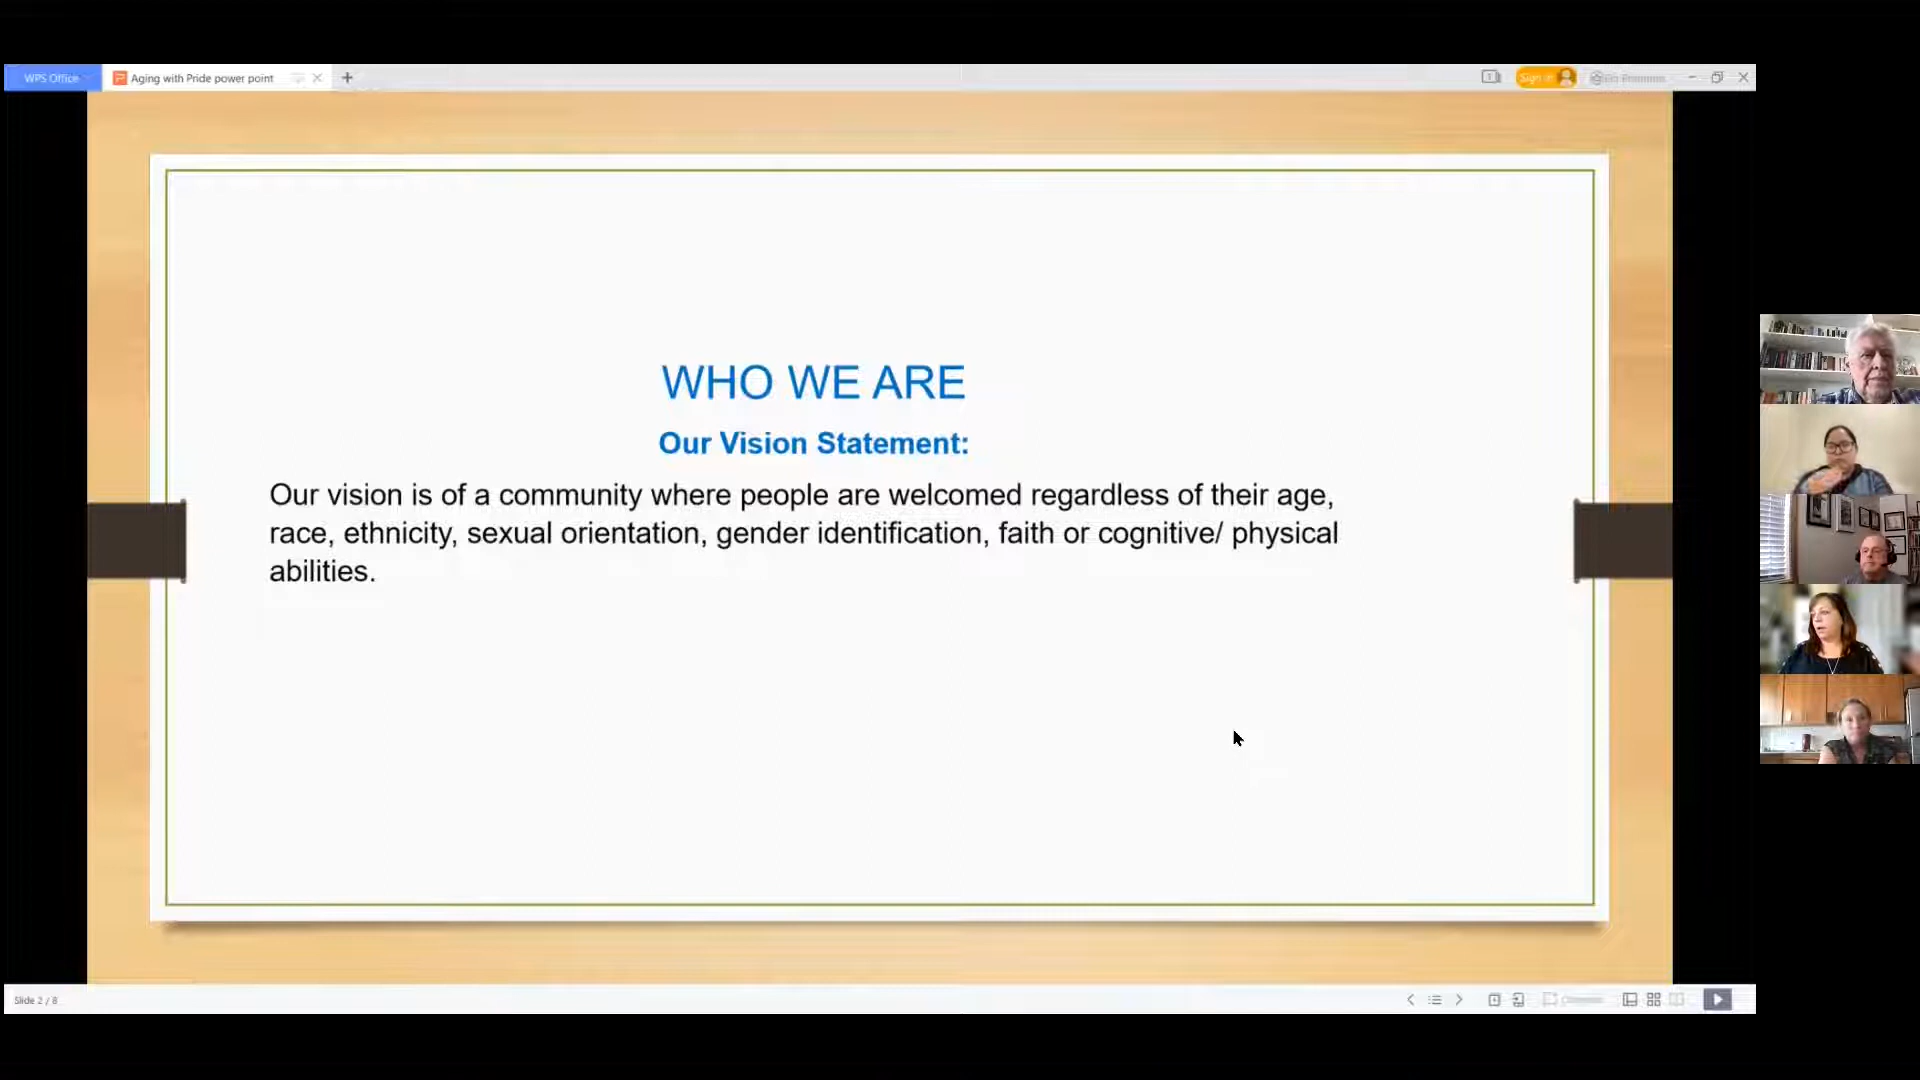 WPS Office
Aging with Pride power point
Sign in
WHO WE ARE
Our Vision Statement:
Our vision is of a community where people are welcomed regardless of their age,
race, ethnicity, sexual orientation, gender identification, faith or cognitive/ physical
abilities.
Slide 2 / 8